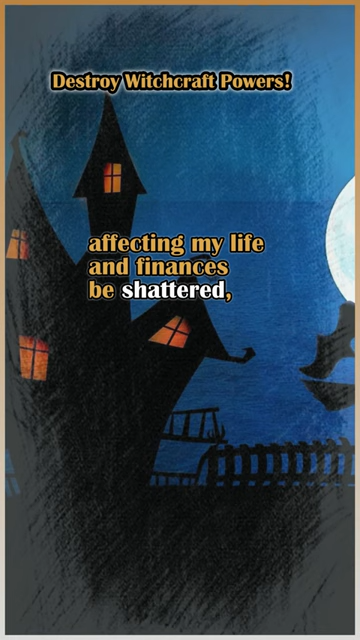 Destroy Witchcraft Powers!
affecting my life
and finances
be shattered,